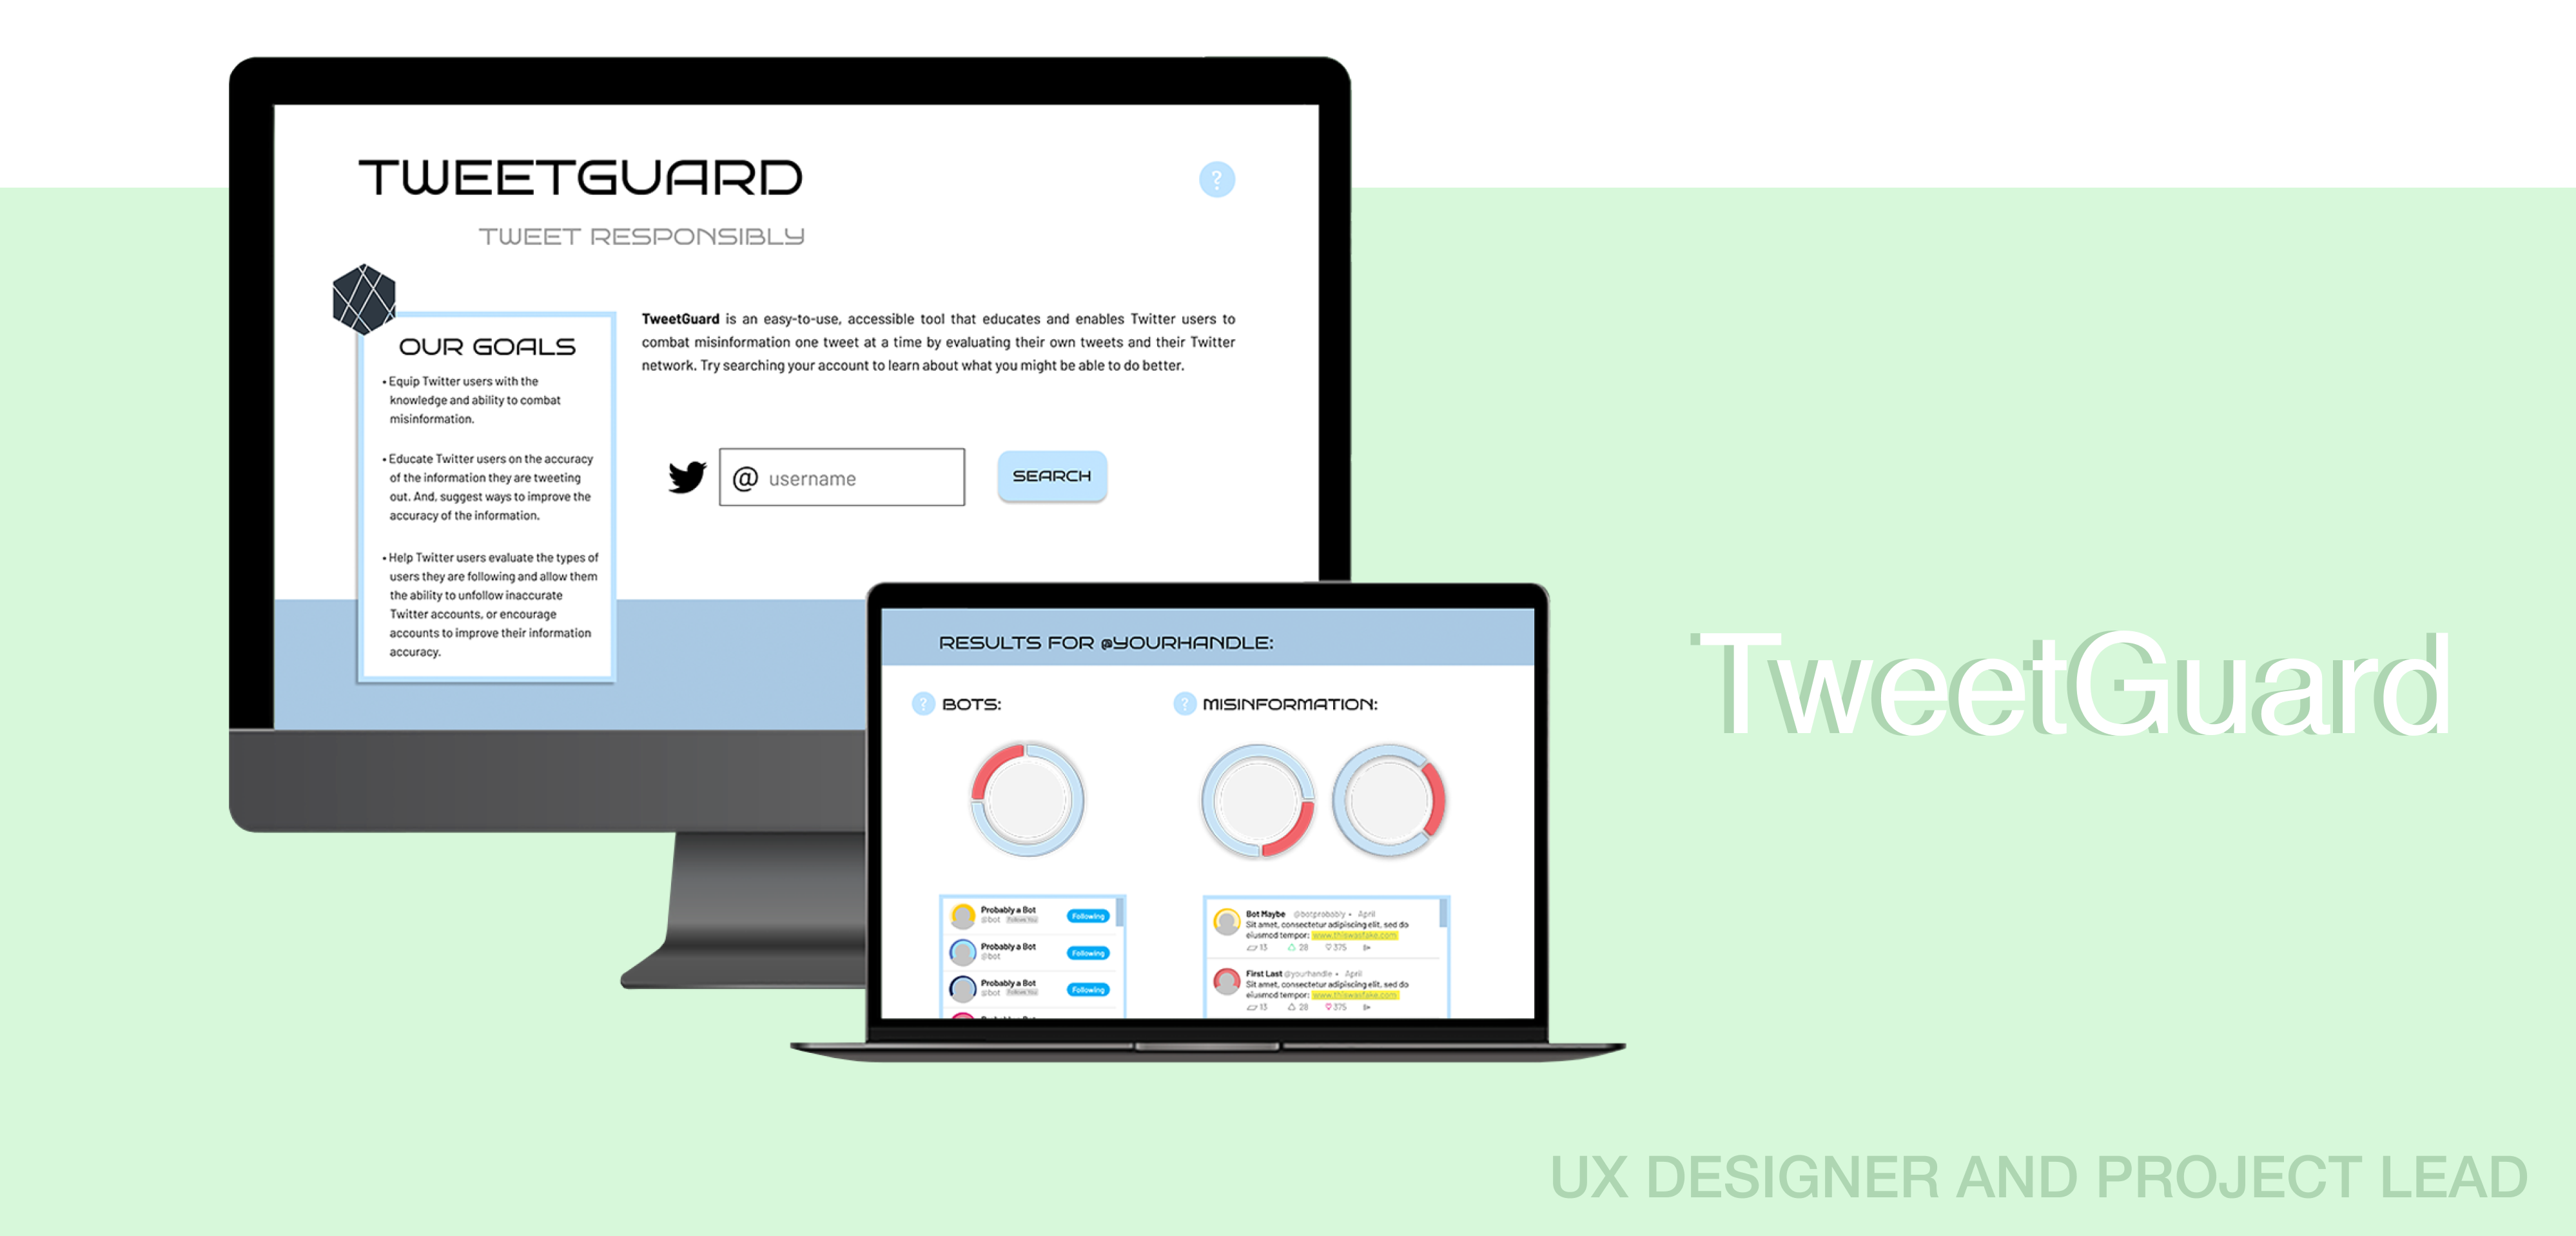 TWEETGUARD
?
TWEET RESPONSIBLY
OUR GOALS
• Equip Twitter users with the
knowledge and ability to combat
misinformation.
• Educate Twitter users on the accuracy
of the information they are tweeting
out. And, suggest ways to improve the
accuracy of the information.
• Help Twitter users evaluate the types of
users they are following and allow them
the ability to unfollow inaccurate
Twitter accounts, or encourage
accounts to improve their information
accuracy.
TweetGuard is an easy-to-use, accessible tool that educates and enables Twitter users to
combat misinformation one tweet at a time by evaluating their own tweets and their Twitter
network. Try searching your account to learn about what you might be able to do better.
@ username
SEARCH
RESULTS FOR @YOURHANDLE:
? BOTS:
? MISINFORMATION:
Probably a Bot
@bot Follows You
Following
Probably a Bot
@bot
Following
Probably a Bot
@bot Follows You
Following
Bot Maybe @botprobably • April
Sit amet, consectetur adipiscing elit, sed do
eiusmod tempor: www.thiswasfake.com
13 28 375
First Last @yourhandle • April
Sit amet, consectetur adipiscing elit, sed do
eiusmod tempor: www.thiswasfake.com
13 28 375
TweetGuard
UX DESIGNER AND PROJECT LEAD